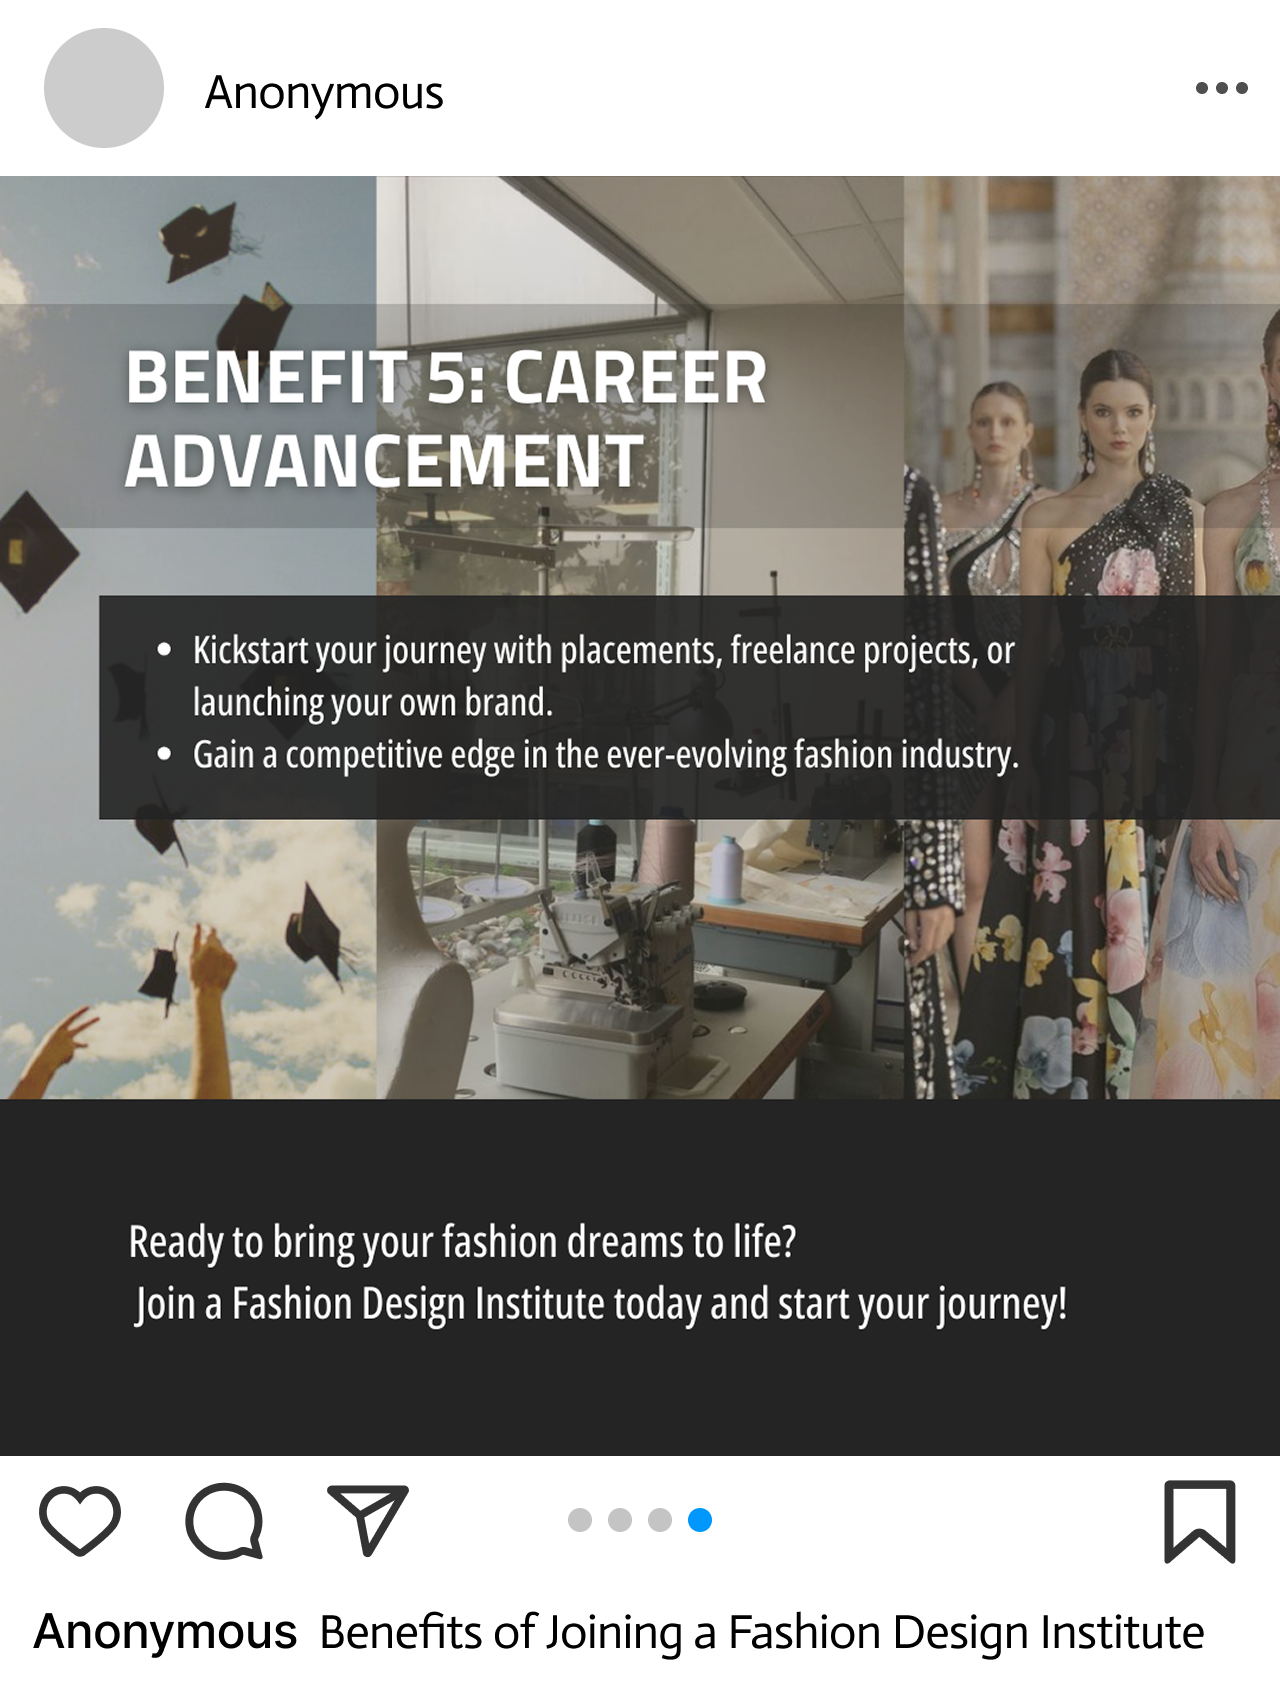 Anonymous
BENEFIT 5: CAREER
ADVANCEMENT
• Kickstart your journey with placements, freelance projects, or
launching your own brand.
• Gain a competitive edge in the ever-evolving fashion industry.
Ready to bring your fashion dreams to life?
Join a Fashion Design Institute today and start your journey!
Anonymous Benefits of Joining a Fashion Design Institute